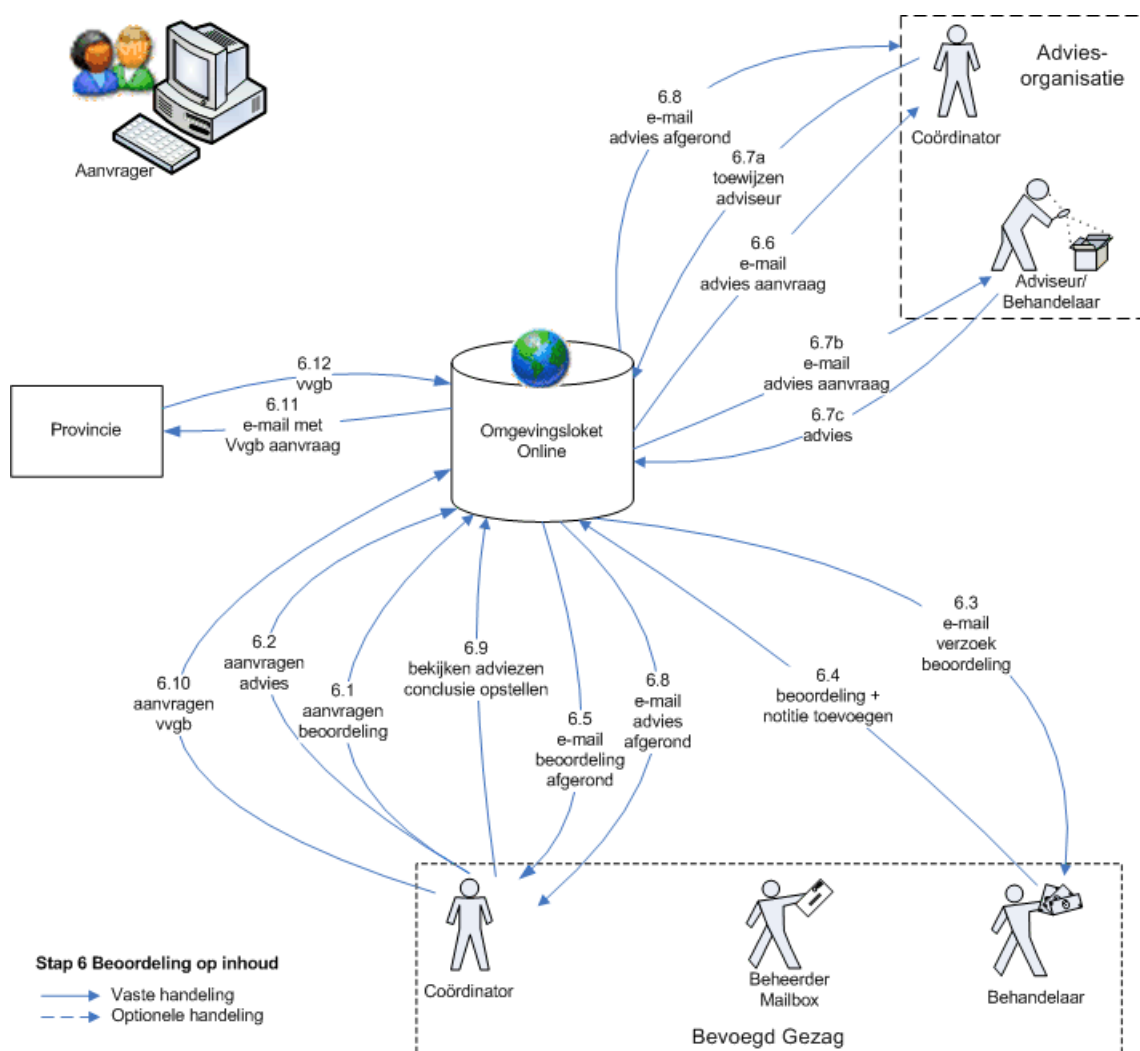 Aanvrager
Advies-
organisatie
Coördinator
Adviseur/
Behandelaar
6.8
e-mail
advies afgerond
6.7a
toewijzen
adviseur
6.6
e-mail
advies aanvraag
6.7b
e-mail
advies aanvraag
6.7c
advies
6.12
vvgb
6.11
e-mail met
Vvgb aanvraag
Provincie
Omgevingsloket
Online
6.10
aanvragen
vvgb
6.2
aanvragen
advies
6.1
aanvragen
beoordeling
6.9
bekijken adviezen
conclusie opstellen
6.5
e-mail
beoordeling
afgerond
6.8
e-mail
advies
afgerond
6.4
beoordeling +
notitie toevoegen
6.3
e-mail
verzoek
beoordeling
Stap 6 Beoordeling op inhoud
Vaste handeling
Optionele handeling
Coördinator
Beheerder
Mailbox
Behandelaar
Bevoegd Gezag